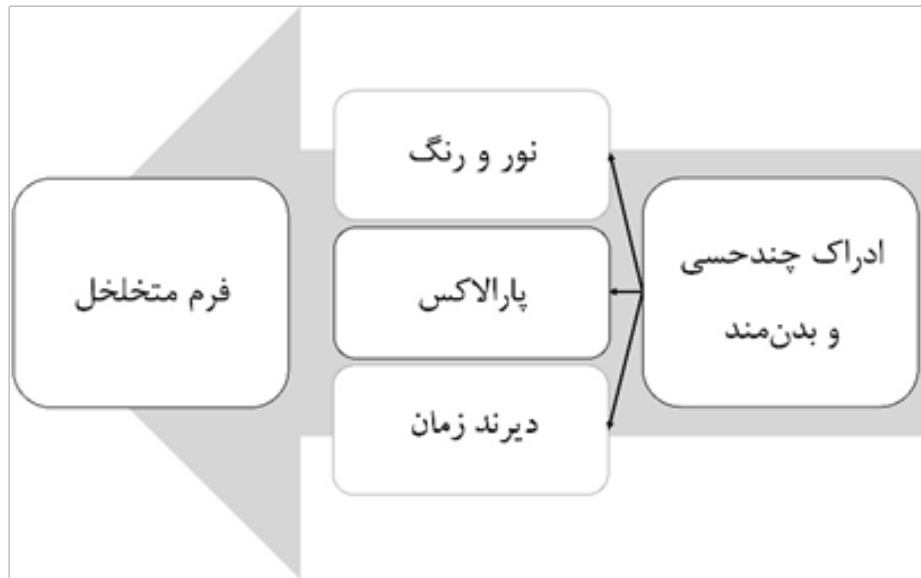 ادراک چندحسی
و بدن‌مند
نور و رنگ
پارالاکس
دیرند زمان
فرم متخلخل